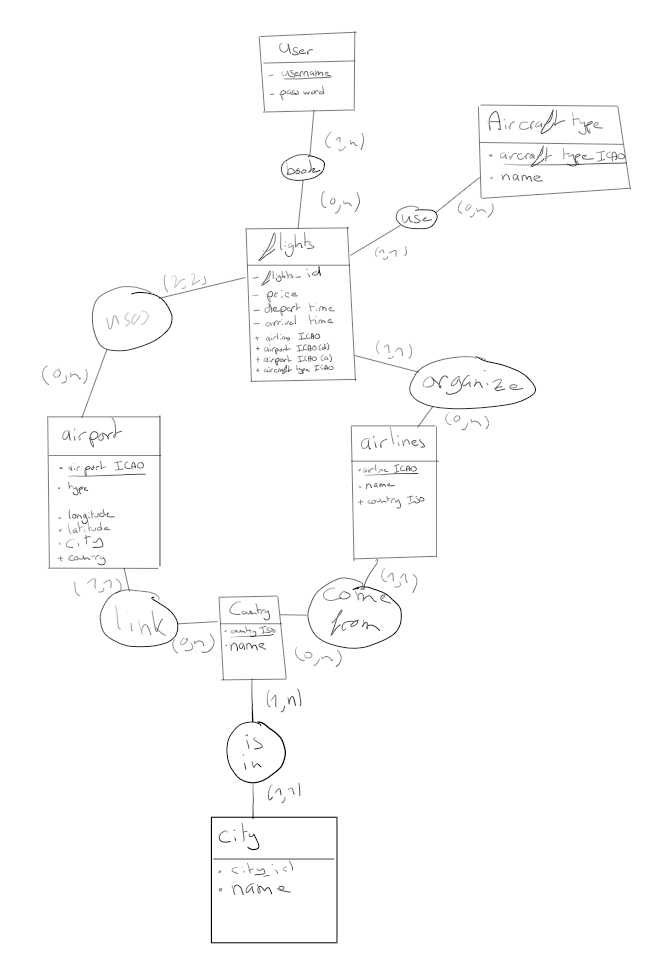 User
- username
- password
(1,n)
book
(0,n)
Aircraft type
- aircraft type ICAO
- name
(0,n)
use
(1,1)
flights
- flights_id
- price
- depart time
- arrival time
+ airline ICAO
+ airport ICAO(d)
+ airport ICAO(a)
+ aircraft type ICAO
(2,2)
(0,n)
(1,1)
organize
(0,n)
airport
- airport ICAO
- type
- longitude
- latitude
- City
+ country
airlines
- airline ICAO
- name
+ country ISO
(1,1)
link
(0,n)
Country
- country ISO
- name
(1,1)
come
from
(0,n)
(1,n)
is
in
(1,1)
City
- city_id
- name